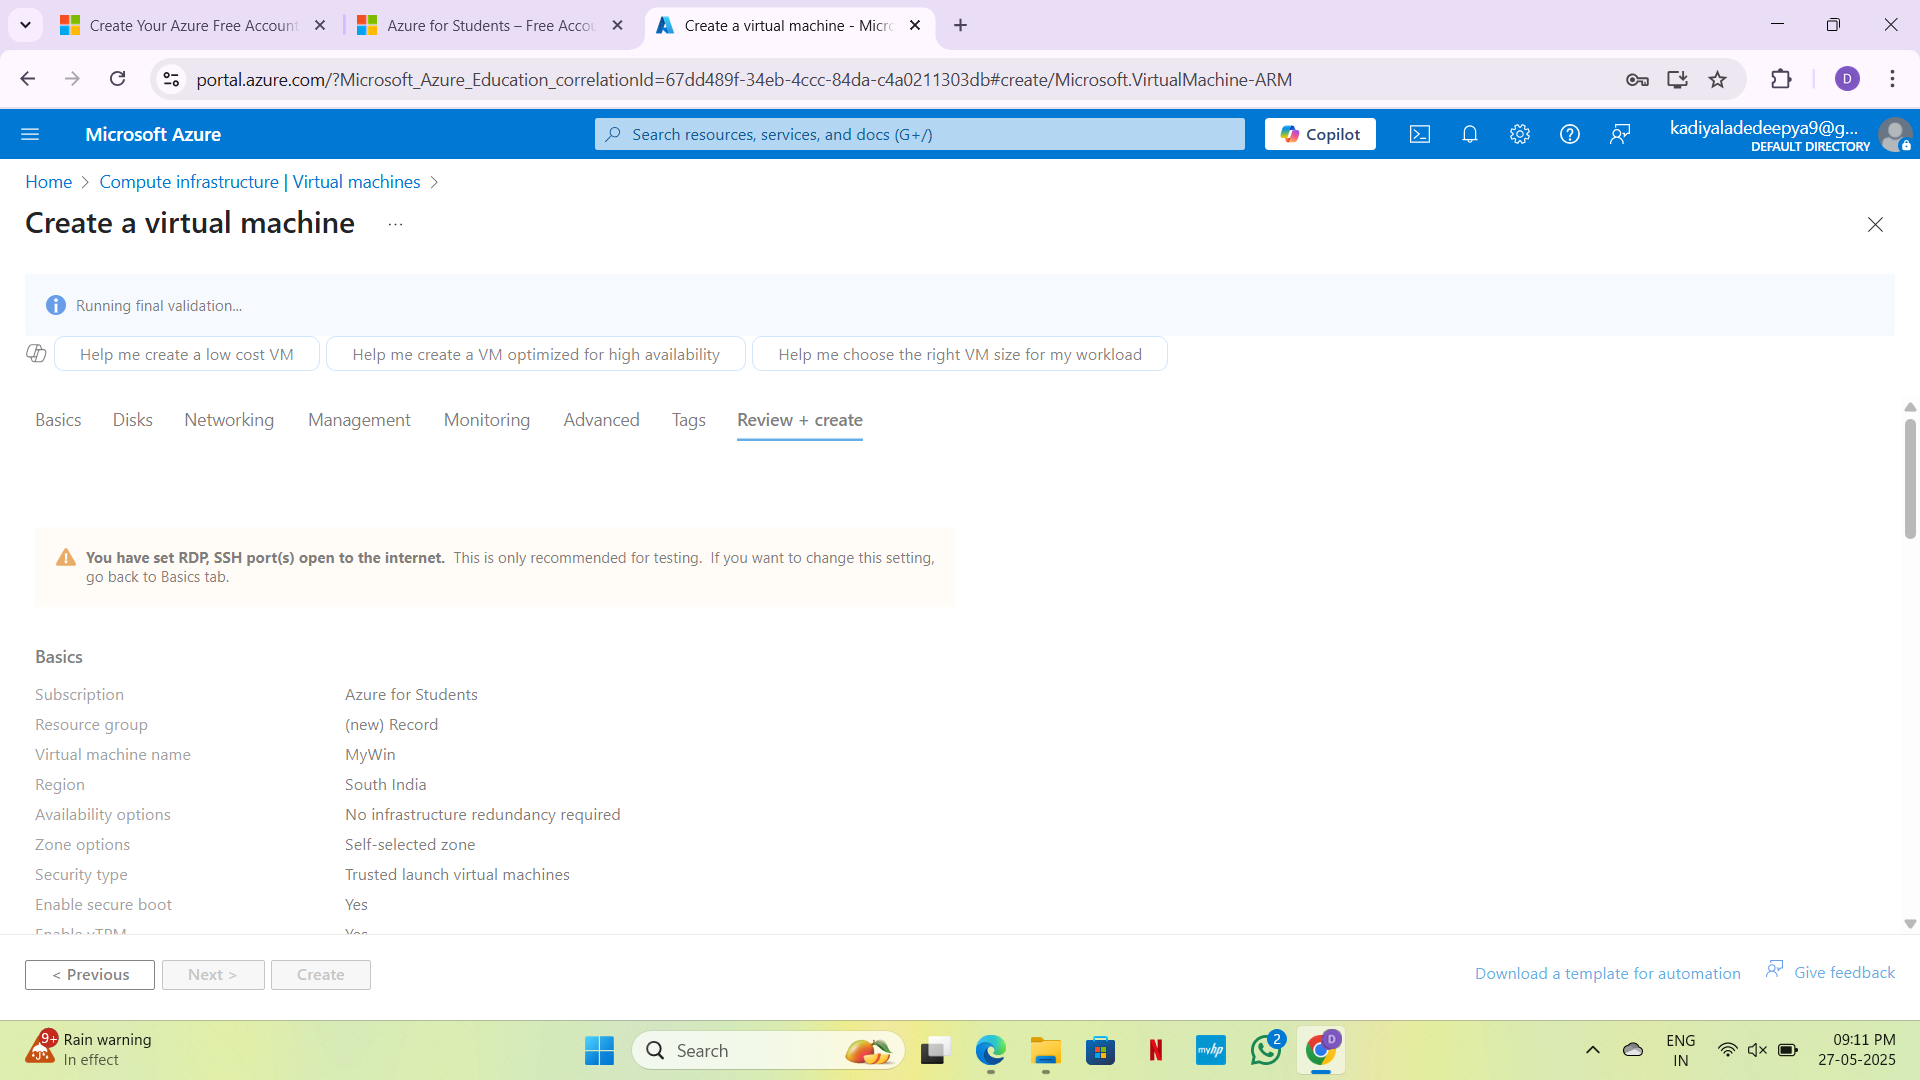 Create Your Azure Free Account
Azure for Students – Free Accou
Create a virtual machine - Micro
portal.azure.com/?Microsoft_Azure_Education_correlationId=67dd489f-34eb-4ccc-84da-c4a0211303db#create/Microsoft.VirtualMachine-ARM
D
Microsoft Azure
Search resources, services, and docs (G+/)
Copilot
kadiyaladedeepya9@g...
DEFAULT DIRECTORY
Home > Compute infrastructure | Virtual machines >
Create a virtual machine ...
Running final validation...
Help me create a low cost VM
Help me create a VM optimized for high availability
Help me choose the right VM size for my workload
Basics Disks Networking Management Monitoring Advanced Tags Review + create
You have set RDP, SSH port(s) open to the internet. This is only recommended for testing. If you want to change this setting,
go back to Basics tab.
Basics
Subscription Azure for Students
Resource group (new) Record
Virtual machine name MyWin
Region South India
Availability options No infrastructure redundancy required
Zone options Self-selected zone
Security type Trusted launch virtual machines
Enable secure boot Yes
Enable vTPM Yes
< Previous Next > Create
Download a template for automation
Give feedback
9+
Rain warning
In effect
Search
N
myhp
2
D
ENG
IN
09:11 PM
27-05-2025